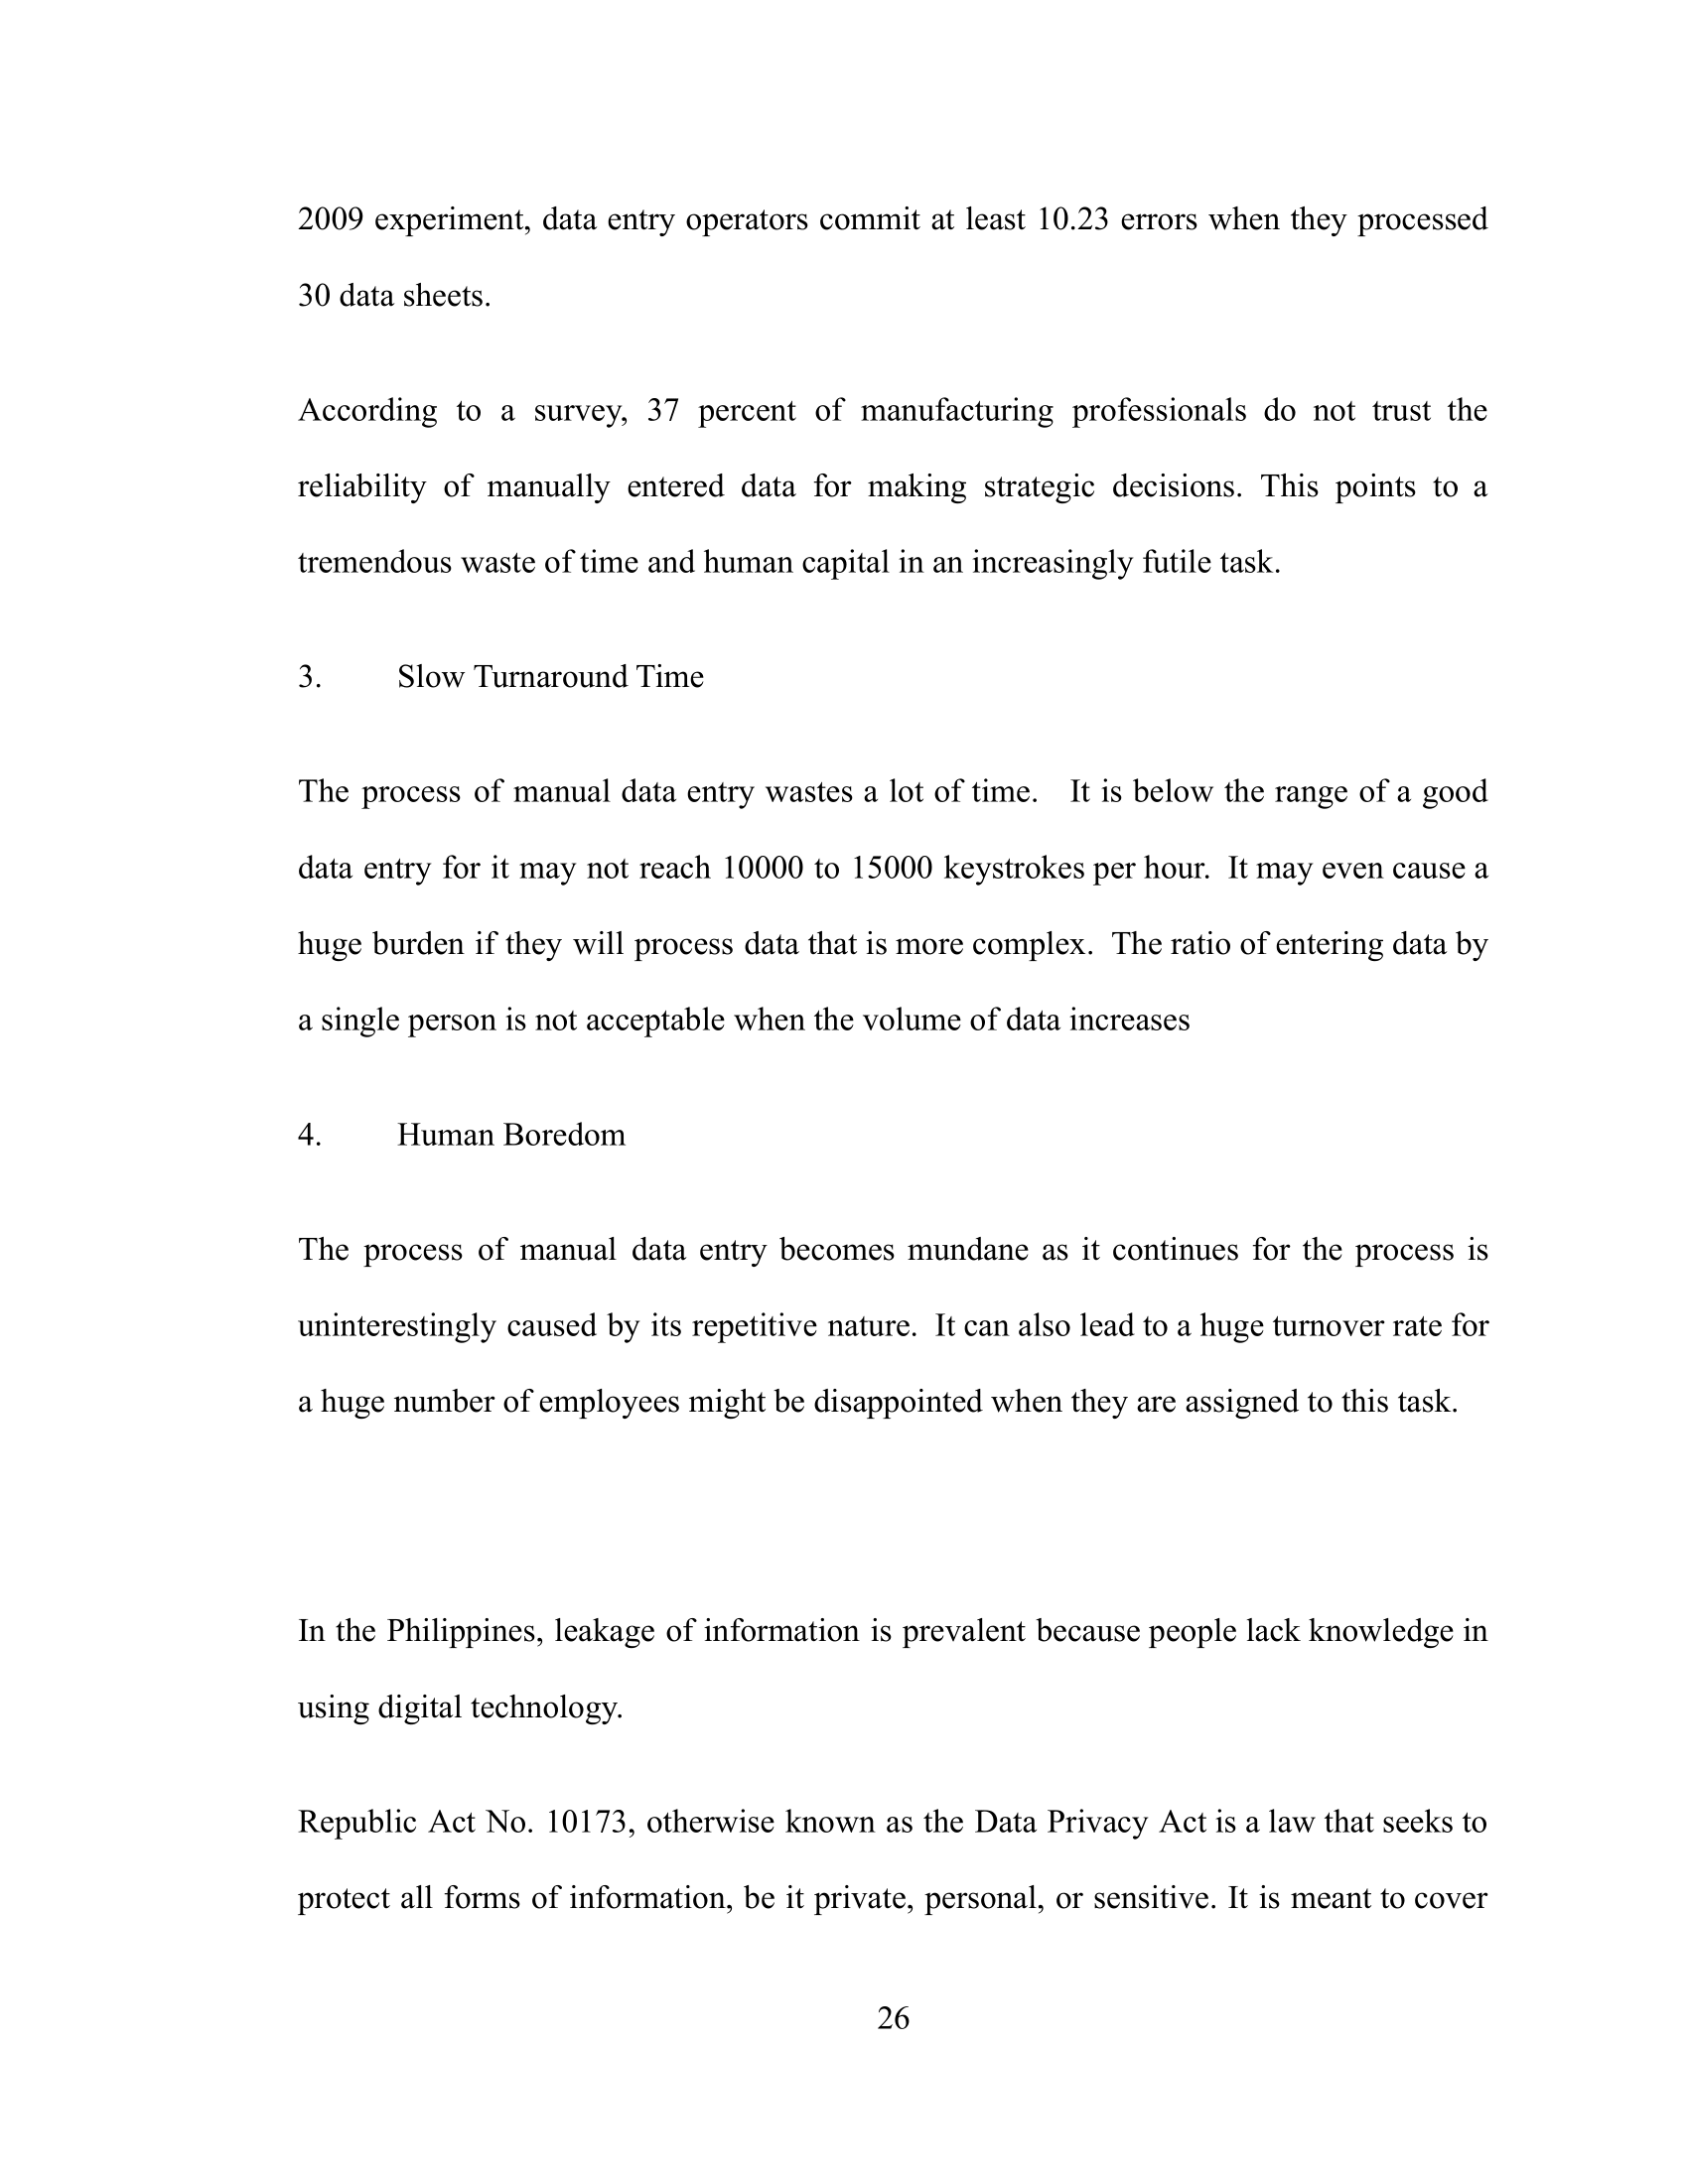 2009 experiment, data entry operators commit at least 10.23 errors when they processed
30 data sheets.
According to a survey, 37 percent of manufacturing professionals do not trust the
reliability of manually entered data for making strategic decisions. This points to a
tremendous waste of time and human capital in an increasingly futile task.
3. Slow Turnaround Time
The process of manual data entry wastes a lot of time. It is below the range of a good
data entry for it may not reach 10000 to 15000 keystrokes per hour. It may even cause a
huge burden if they will process data that is more complex. The ratio of entering data by
a single person is not acceptable when the volume of data increases
4. Human Boredom
The process of manual data entry becomes mundane as it continues for the process is
uninterestingly caused by its repetitive nature. It can also lead to a huge turnover rate for
a huge number of employees might be disappointed when they are assigned to this task.
In the Philippines, leakage of information is prevalent because people lack knowledge in
using digital technology.
Republic Act No. 10173, otherwise known as the Data Privacy Act is a law that seeks to
protect all forms of information, be it private, personal, or sensitive. It is meant to cover
26